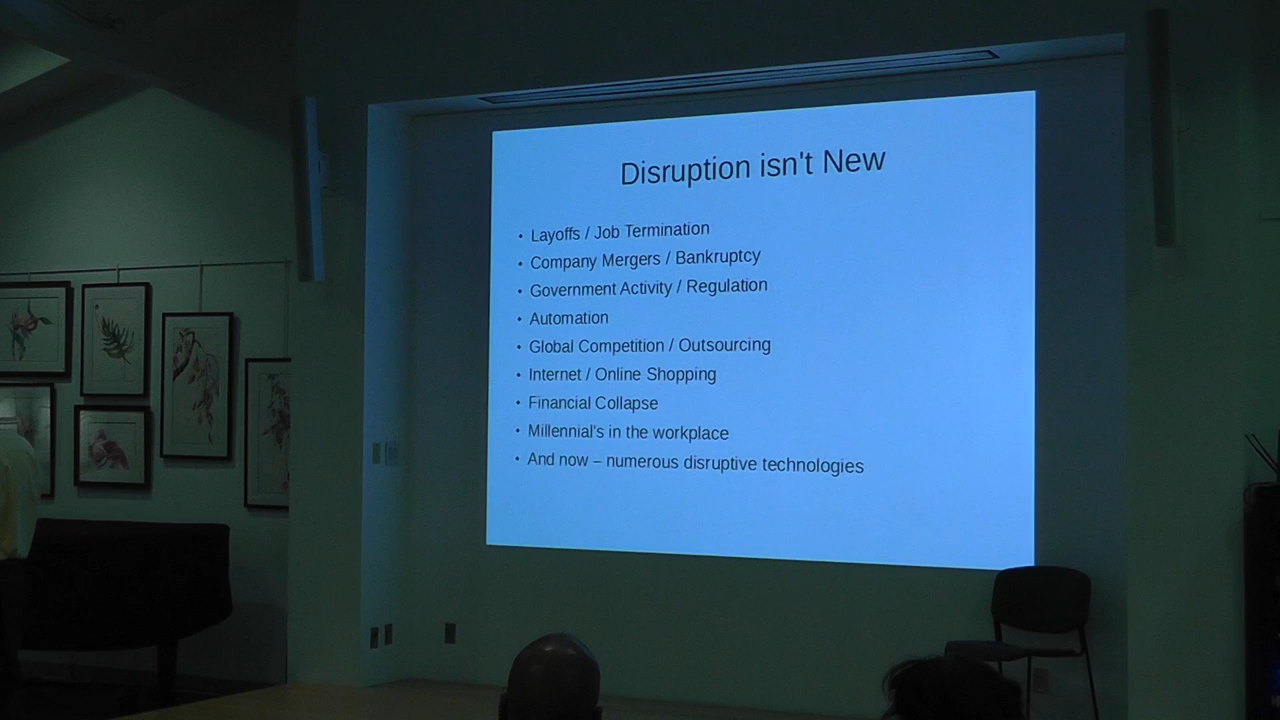 Disruption isn't New
• Layoffs / Job Termination
• Company Mergers / Bankruptcy
• Government Activity / Regulation
• Automation
• Global Competition / Outsourcing
• Internet / Online Shopping
• Financial Collapse
• Millennial's in the workplace
• And now – numerous disruptive technologies